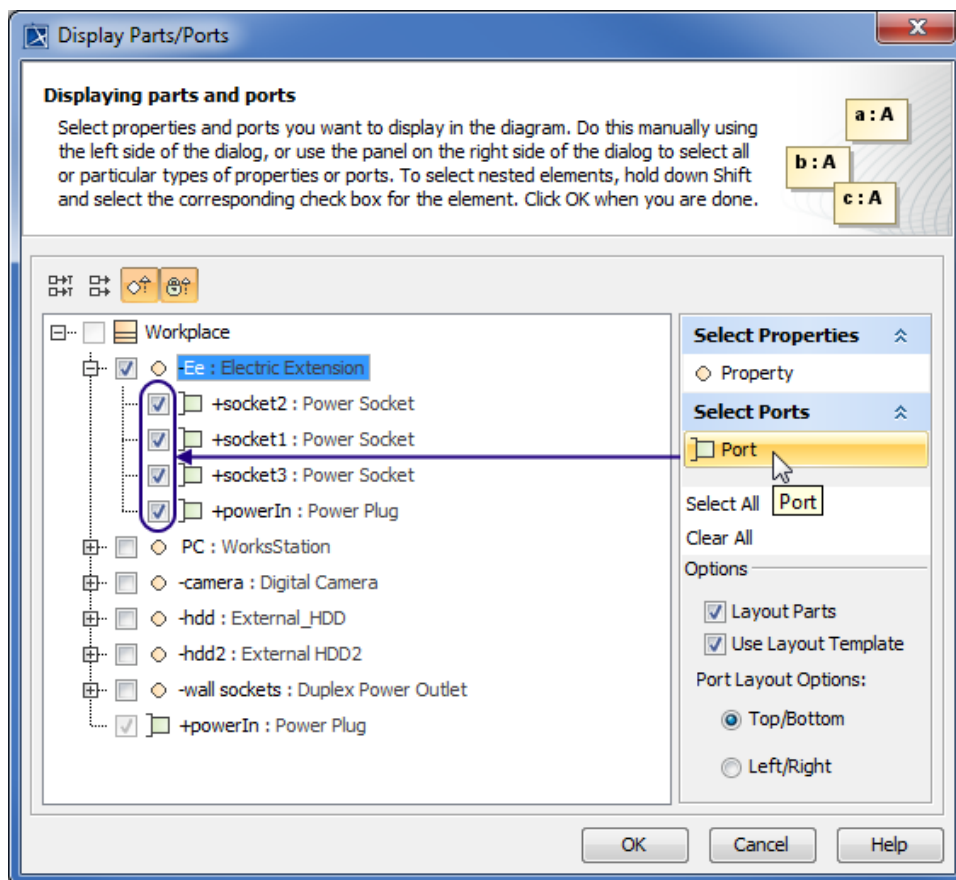 Display Parts/Ports
Displaying parts and ports
Select properties and ports you want to display in the diagram. Do this manually using
the left side of the dialog, or use the panel on the right side of the dialog to select all
or particular types of properties or ports. To select nested elements, hold down Shift
and select the corresponding check box for the element. Click OK when you are done.
a : A
b : A
c : A
Workplace
-Ee : Electric Extension
+socket2 : Power Socket
+socket1 : Power Socket
+socket3 : Power Socket
+powerIn : Power Plug
PC : WorksStation
-camera : Digital Camera
-hdd : External_HDD
-hdd2 : External HDD2
-wall sockets : Duplex Power Outlet
+powerIn : Power Plug
Select Properties
Property
Select Ports
Port
Select All
Port
Clear All
Options
Layout Parts
Use Layout Template
Port Layout Options:
Top/Bottom
Left/Right
OK
Cancel
Help